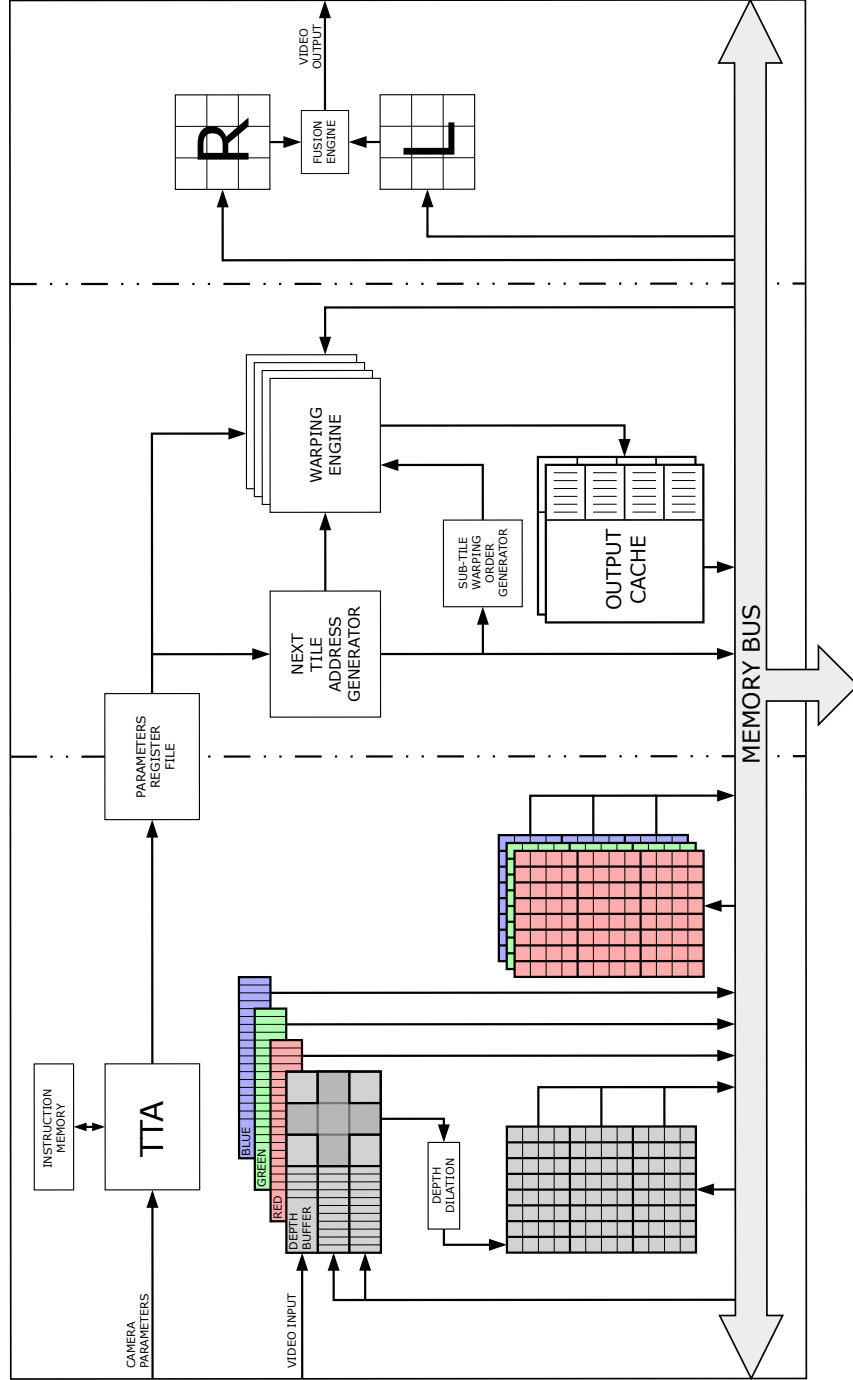 CAMERA
PARAMETERS
VIDEO INPUT
INSTRUCTION
MEMORY
TTA
BLUE
GREEN
RED
DEPTH
BUFFER
DEPTH
DILATION
PARAMETERS
REGISTER
FILE
NEXT
TILE
ADDRESS
GENERATOR
WARPING
ENGINE
SUB-TILE
WARPING
ORDER
GENERATOR
OUTPUT
CACHE
R
FUSION
ENGINE
L
VIDEO
OUTPUT
MEMORY BUS